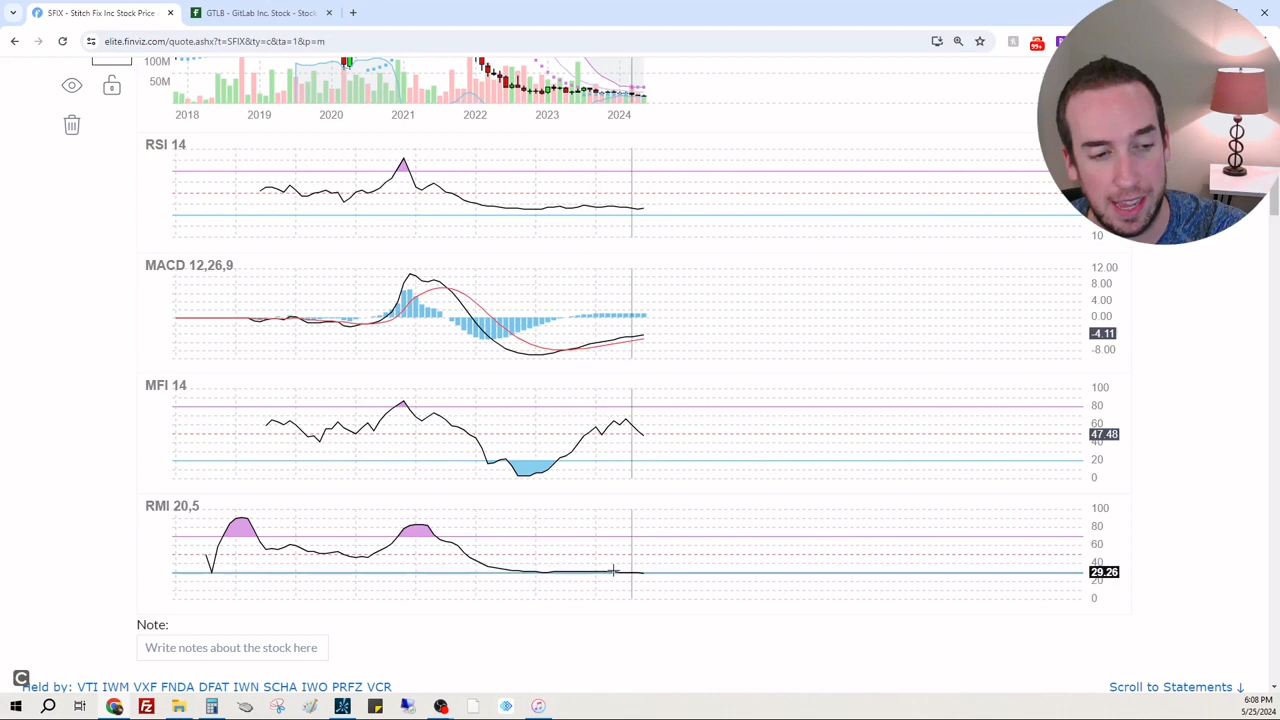 SFIX - Stitch Fix Inc Stock Price
GTLB - GitLab Inc. Stock - Stock
elite.finviz.com/quote.ashx?t=SFIX&ty=c&ta=1&p=m
99+
100M
50M
2018 2019 2020 2021 2022 2023 2024
RSI 14
10
MACD 12,26,9
12.00
8.00
4.00
0.00
-4.11
-8.00
MFI 14
100
80
47.48
20
0
RMI 20,5
100
80
60
40
29.26
20
0
Note:
Write notes about the stock here
Held by: VTI IWM VXF FNDA DFAT IWN SCHA IWO PRFZ VCR
Scroll to Statements ↓
6:08 PM
5/25/2024